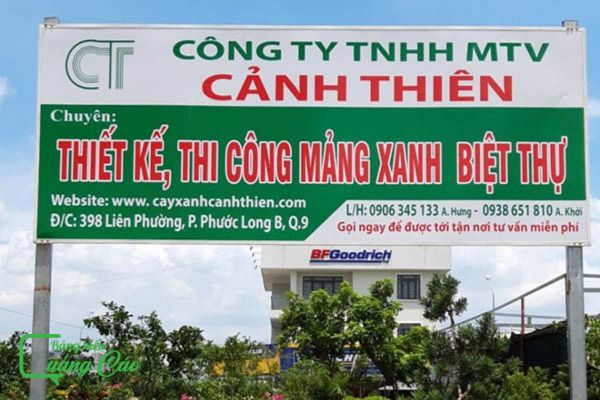 CT
CÔNG TY TNHH MTV
CẢNH THIÊN
Chuyên:
THIẾT KẾ, THI CÔNG MẢNG XANH BIỆT THỰ
Website: www. cayxanhcanhthien.com
Đ/C: 398 Liên Phường, P. Phước Long B, Q.9
L/H: 0906 345 133 A. Hưng - 0938 651 810 A. Khởi
Gọi ngay để được tới tận nơi tư vấn miễn phí
BFGoodrich
Quảng Cáo